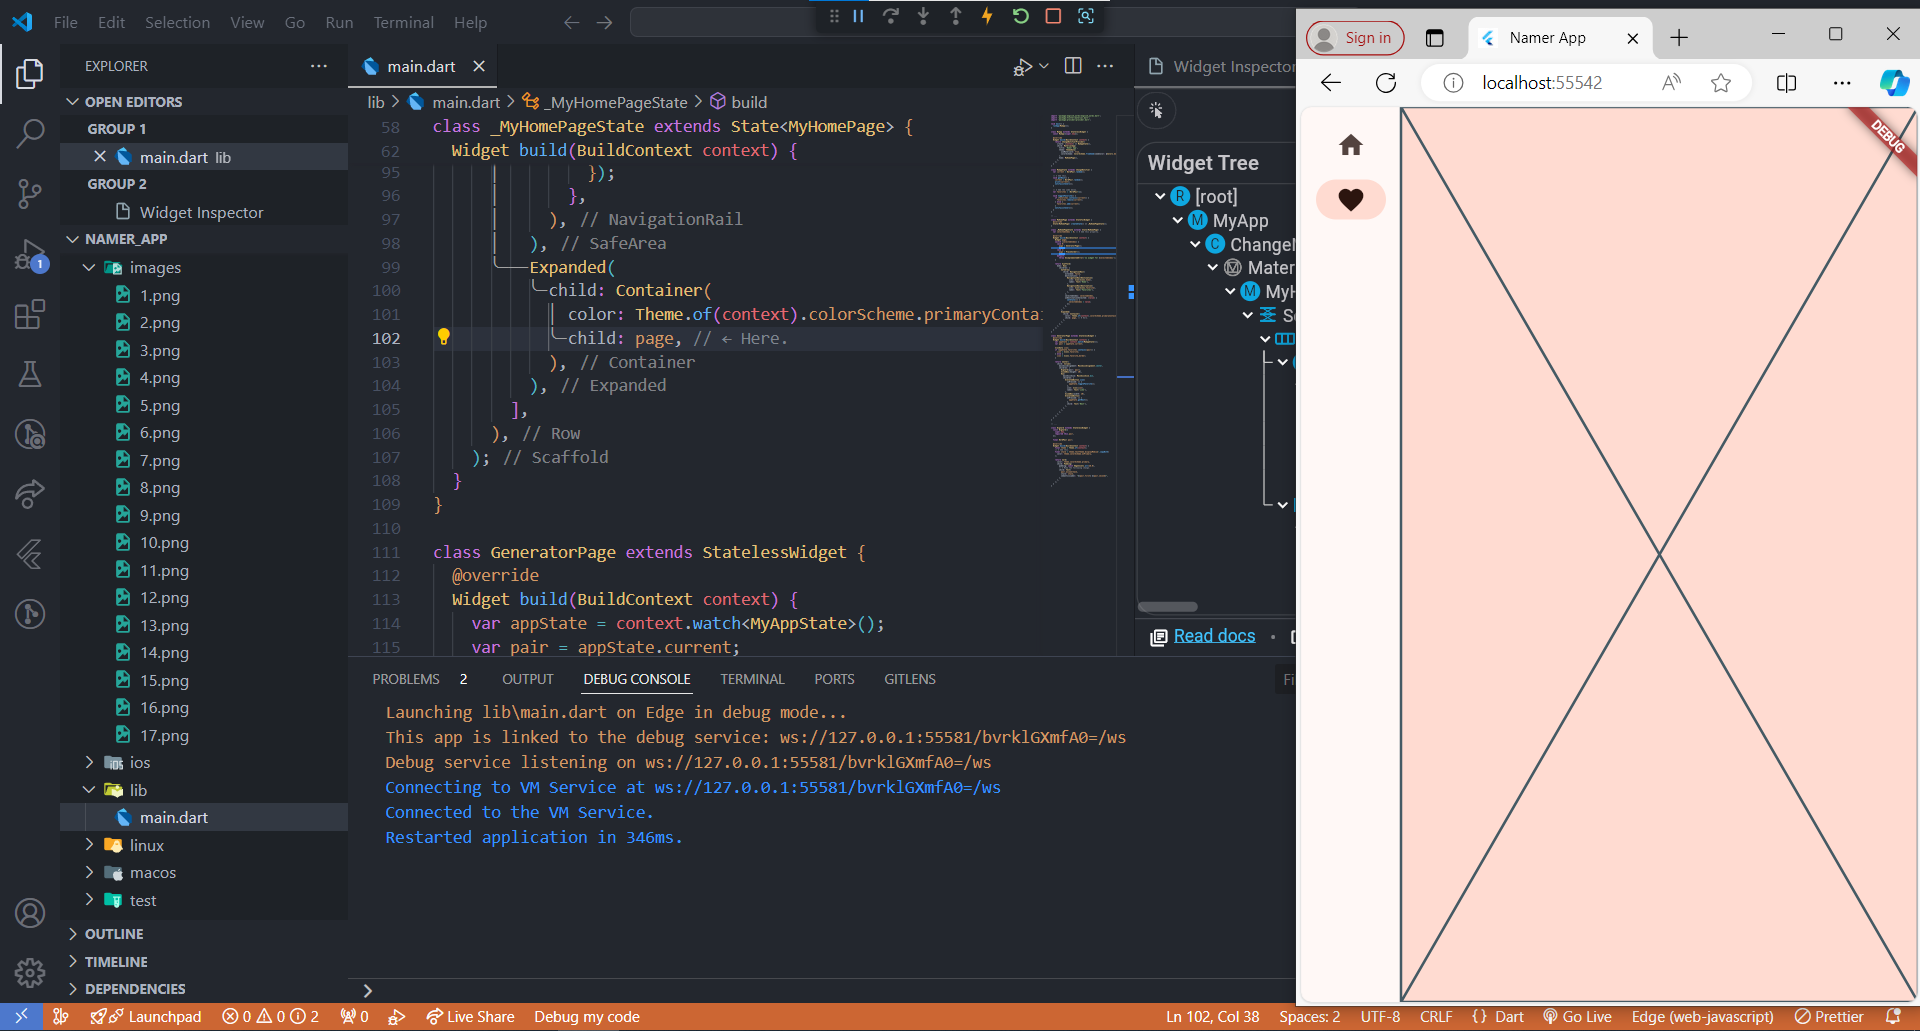 File Edit Selection View Go Run Terminal Help
EXPLORER
OPEN EDITORS
GROUP 1
main.dart lib
GROUP 2
Widget Inspector
NAMER_APP
images
1.png
2.png
3.png
4.png
5.png
6.png
7.png
8.png
9.png
10.png
11.png
12.png
13.png
14.png
15.png
16.png
17.png
ios
lib
main.dart
linux
macos
test
OUTLINE
TIMELINE
DEPENDENCIES
1
main.dart
lib > main.dart > _MyHomePageState > build
58 class _MyHomePageState extends State<MyHomePage> {
62 Widget build(BuildContext context) {
95 });
96 },
97 ), // NavigationRail
98 ), // SafeArea
99 Expanded(
100 child: Container(
101 color: Theme.of(context).colorScheme.primaryContai
102 child: page, // ← Here.
103 ), // Container
104 ), // Expanded
105 ],
106 ), // Row
107 ); // Scaffold
108 }
109 }
110
111 class GeneratorPage extends StatelessWidget {
112 @override
113 Widget build(BuildContext context) {
114 var appState = context.watch<MyAppState>();
115 var pair = appState.current;
Widget Inspector
Widget Tree
R [root]
M MyApp
C ChangeN
M Mater
M MyH
S
Read docs
PROBLEMS 2 OUTPUT DEBUG CONSOLE TERMINAL PORTS GITLENS
Fi
Launching lib\main.dart on Edge in debug mode...
This app is linked to the debug service: ws://127.0.0.1:55581/bvrklGXmfA0=/ws
Debug service listening on ws://127.0.0.1:55581/bvrklGXmfA0=/ws
Connecting to VM Service at ws://127.0.0.1:55581/bvrklGXmfA0=/ws
Connected to the VM Service.
Restarted application in 346ms.
Launchpad 0 0 2 0 Live Share Debug my code
Ln 102, Col 38 Spaces: 2 UTF-8 CRLF {} Dart Go Live Edge (web-javascript) Prettier
Sign in
Namer App
localhost:55542
DEBUG